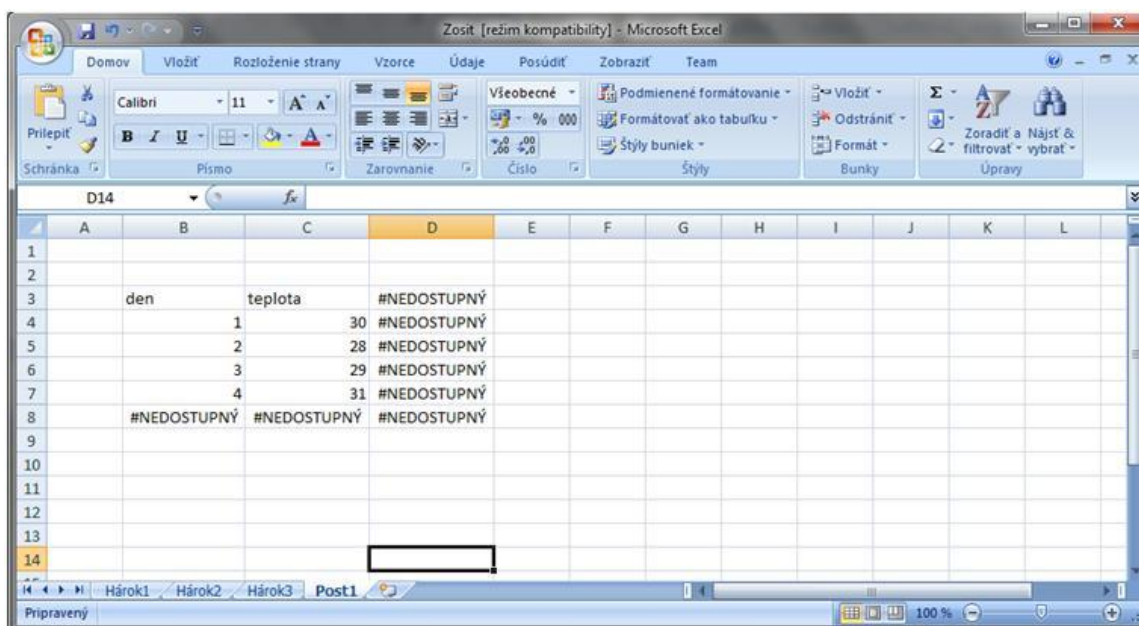 Zosit [režim kompatibility] - Microsoft Excel
Domov Vložiť Rozloženie strany Vzorce Údaje Posúdiť Zobraziť Team
Prilepiť
Calibri 11 A A
B I U A
Všeobecné
% 000
Podmienené formátovanie
Formátovať ako tabuľku
Štýly buniek
Vložiť
Odstrániť
Formát
Σ
Zoradiť a filtrovať
Nájsť & vybrať
Schránka Písmo Zarovnanie Číslo Štýly Bunky Úpravy
D14 fx
A B C D E F G H I J K L
1
2
3 den teplota #NEDOSTUPNÝ
4 1 30 #NEDOSTUPNÝ
5 2 28 #NEDOSTUPNÝ
6 3 29 #NEDOSTUPNÝ
7 4 31 #NEDOSTUPNÝ
8 #NEDOSTUPNÝ #NEDOSTUPNÝ #NEDOSTUPNÝ
9
10
11
12
13
14
Hárok1 Hárok2 Hárok3 Post1
Pripravený 100 %